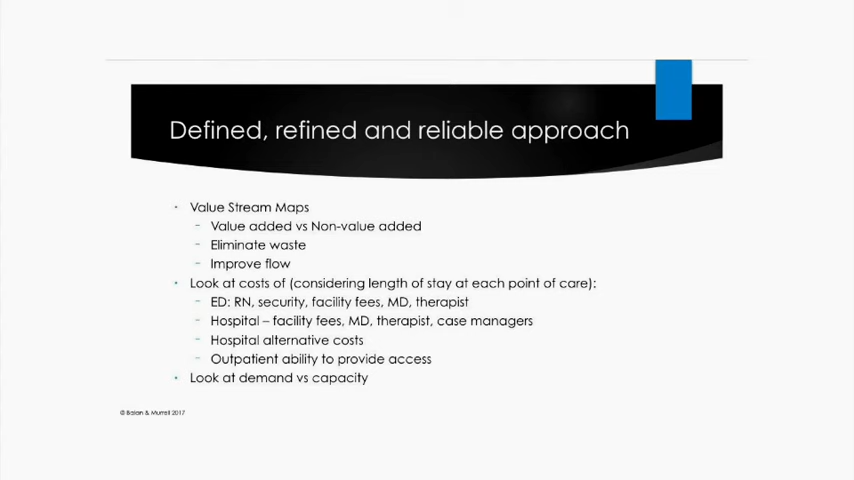 Defined, refined and reliable approach
• Value Stream Maps
- Value added vs Non-value added
- Eliminate waste
- Improve flow
• Look at costs of (considering length of stay at each point of care):
- ED: RN, security, facility fees, MD, therapist
- Hospital – facility fees, MD, therapist, case managers
- Hospital alternative costs
- Outpatient ability to provide access
• Look at demand vs capacity
© Balan & Murrell 2017